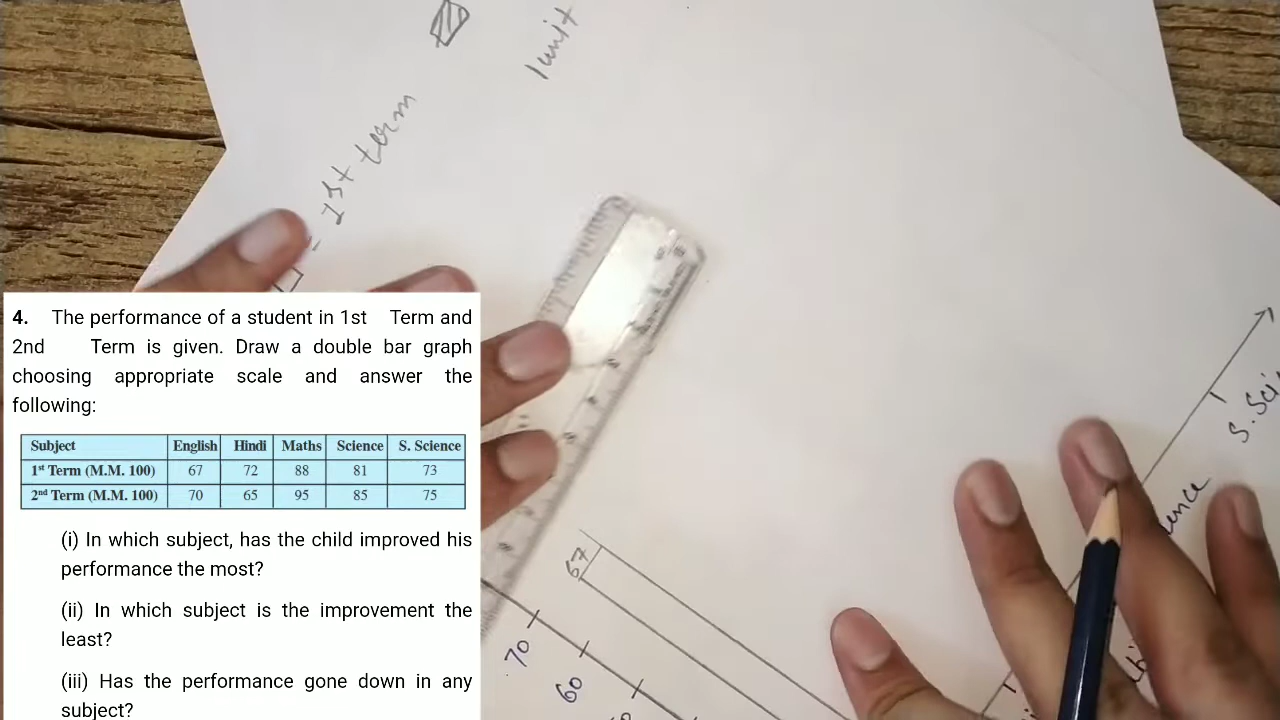 1 unit
= 1st term
4. The performance of a student in 1st Term and
2nd Term is given. Draw a double bar graph
choosing appropriate scale and answer the
following:
Subject English Hindi Maths Science S. Science
1st Term (M.M. 100) 67 72 88 81 73
2nd Term (M.M. 100) 70 65 95 85 75
(i) In which subject, has the child improved his
performance the most?
(ii) In which subject is the improvement the
least?
(iii) Has the performance gone down in any
subject?
67
70
60
S. Sci
ence